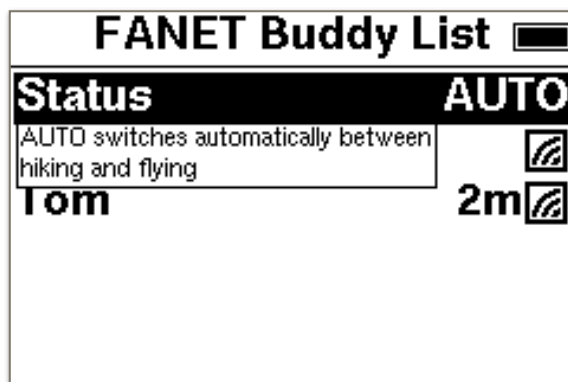 FANET Buddy List
Status AUTO
AUTO switches automatically between
hiking and flying
Tom 2m